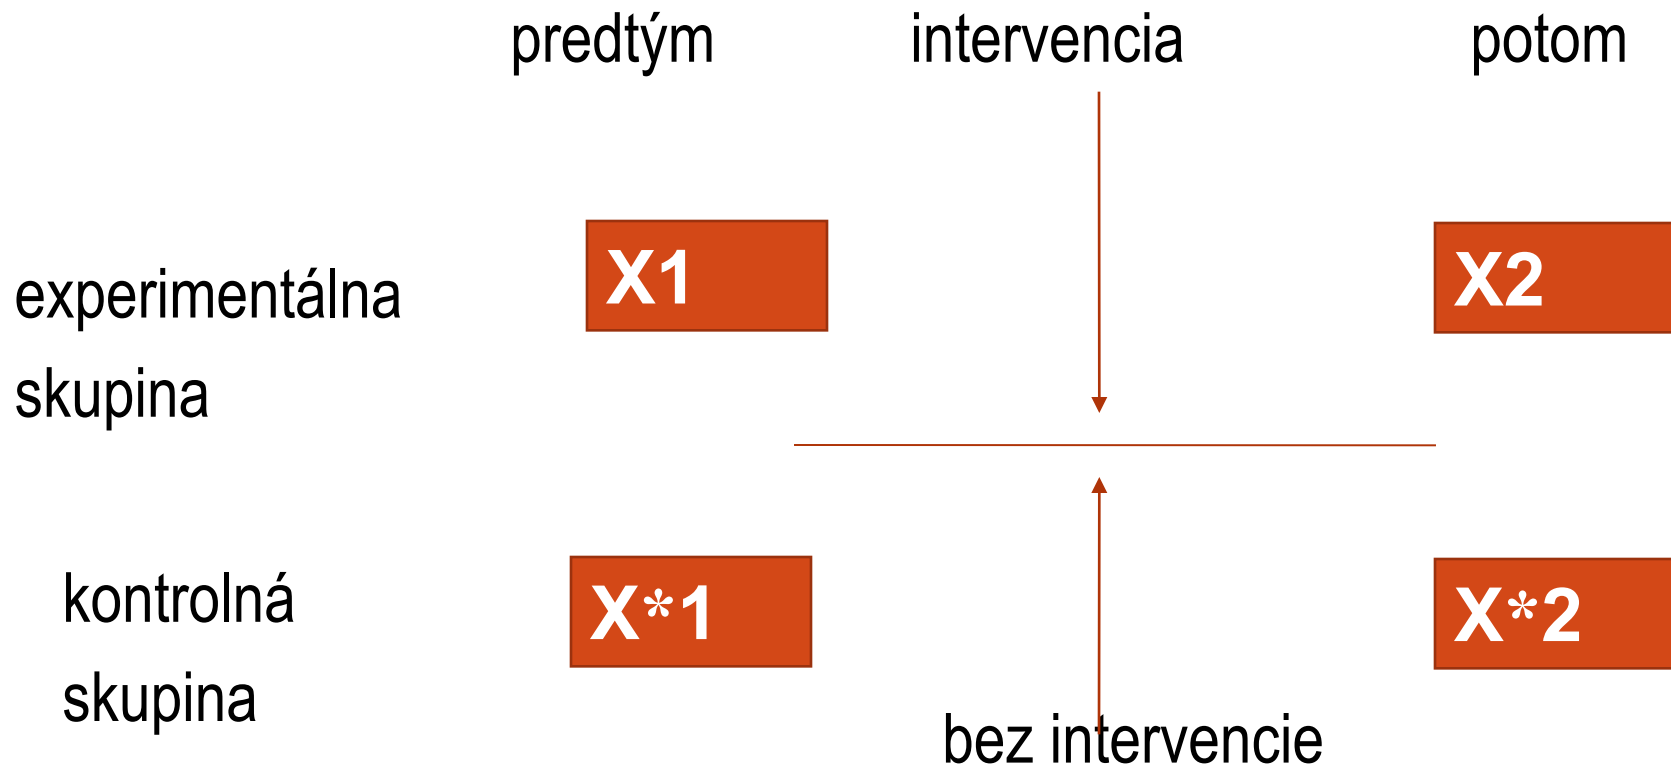 predtým intervencia potom
X1 X2
experimentálna
skupina
kontrolná
X*1 X*2
skupina
bez intervencie